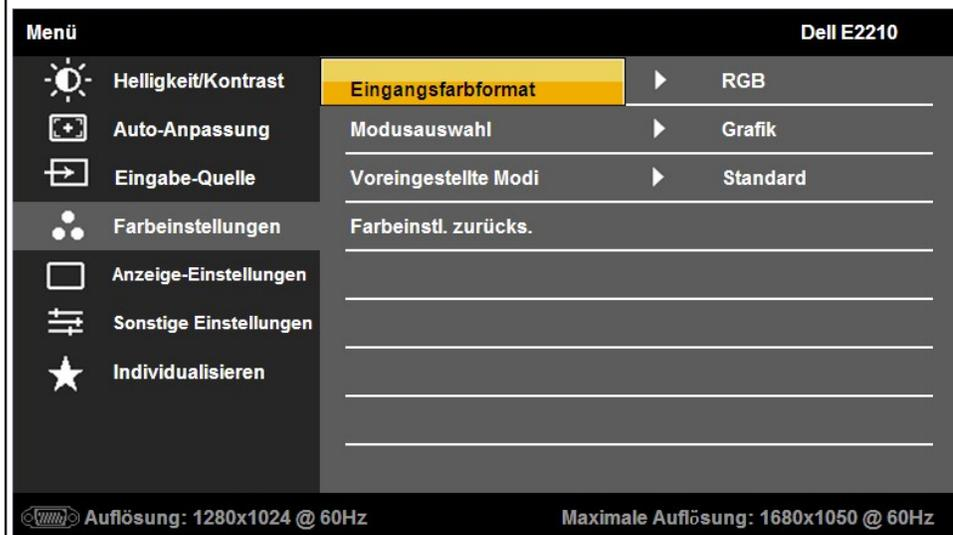 Menü Dell E2210
Helligkeit/Kontrast Eingangsfarbformat RGB
Auto-Anpassung Modusauswahl Grafik
Eingabe-Quelle Voreingestellte Modi Standard
Farbeinstellungen Farbeinstl. zurücks.
Anzeige-Einstellungen
Sonstige Einstellungen
Individualisieren
Auflösung: 1280x1024 @ 60Hz Maximale Auflösung: 1680x1050 @ 60Hz